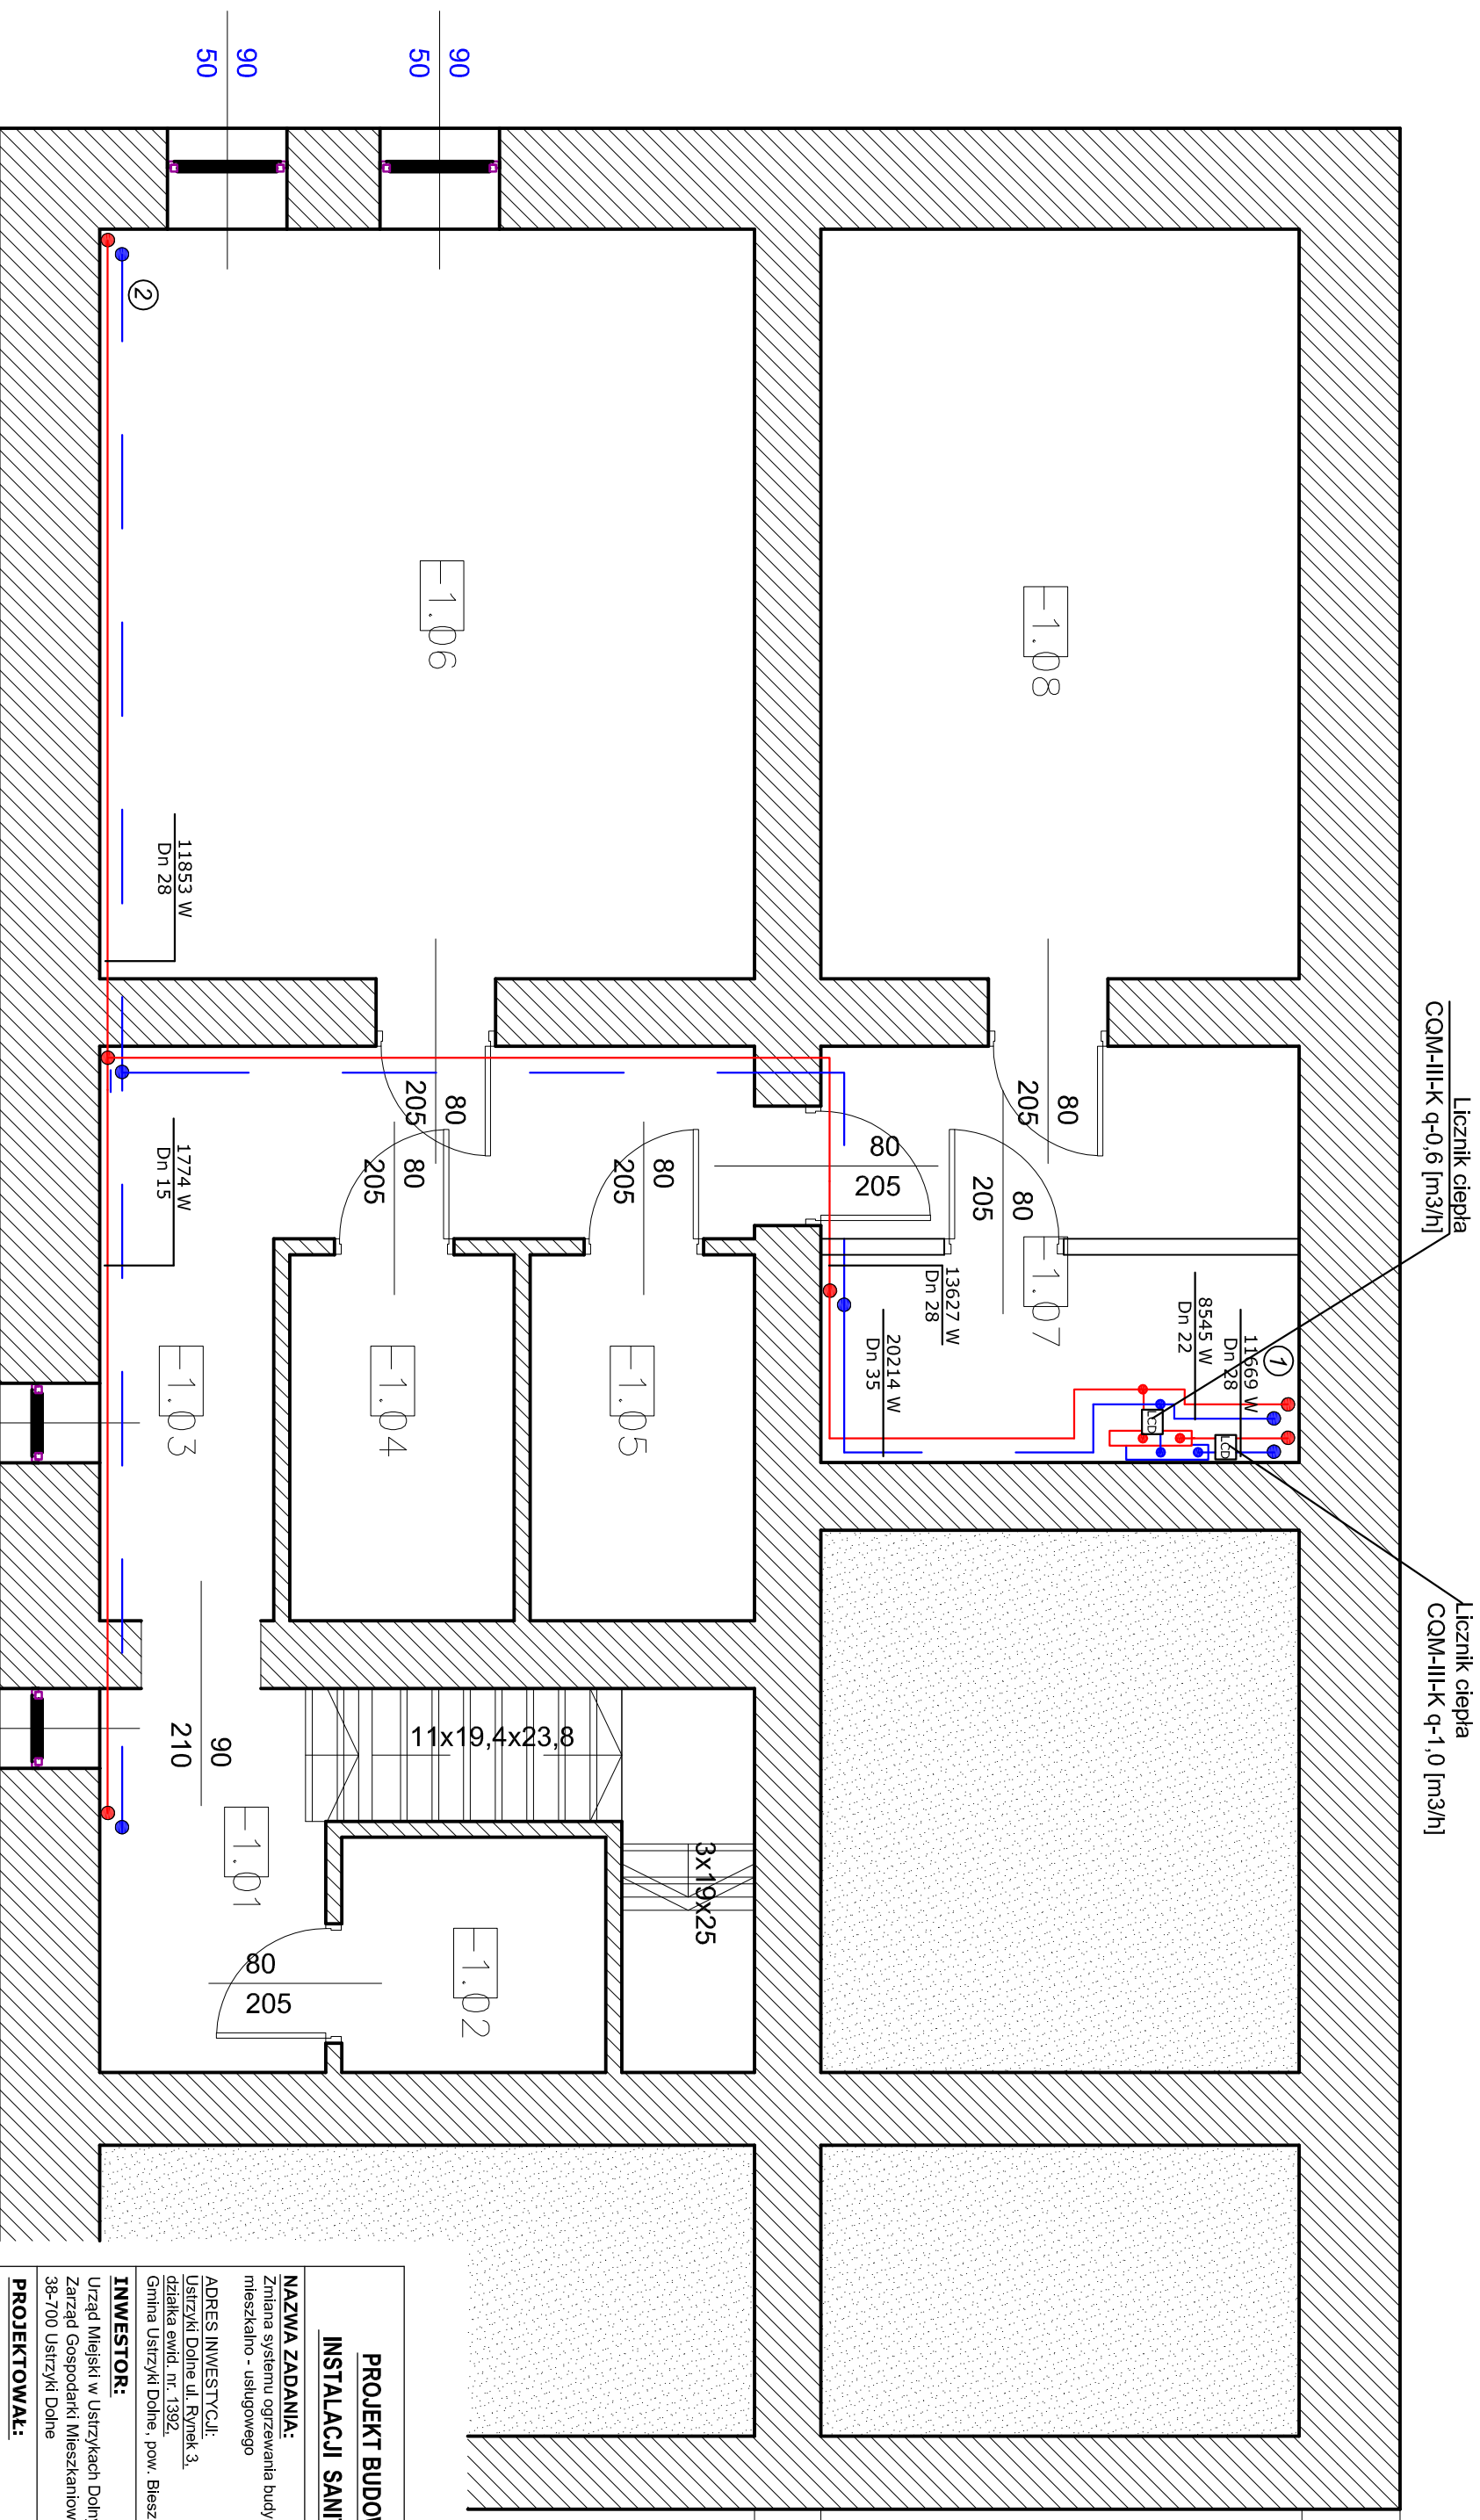 Licznik ciepła
CQM-III-K q-0,6 [m3/h]
Licznik ciepła
CQM-III-K q-1,0 [m3/h]
90
50
90
50
-1.08
-1.06
-1.07
-1.05
-1.04
-1.03
-1.01
-1.02
80
205
80
205
80
205
80
205
80
205
80
205
80
205
90
210
11669 W
Dn 28
8545 W
Dn 22
13627 W
Dn 28
20214 W
Dn 35
11853 W
Dn 28
1774 W
Dn 15
1
2
LCD
LCD
11x19,4x23,8
3x19x25
PROJEKT BUDO
INSTALACJI SANI
NAZWA ZADANIA:
Zmiana systemu ogrzewania budy
mieszkalno - usługowego
ADRES INWESTYCJI:
Ustrzyki Dolne ul. Rynek 3,
działka ewid. nr. 1392,
Gmina Ustrzyki Dolne, pow. Biesz
INWESTOR:
Urząd Miejski w Ustrzykach Doln
Zarząd Gospodarki Mieszkaniow
38-700 Ustrzyki Dolne
PROJEKTOWAŁ: